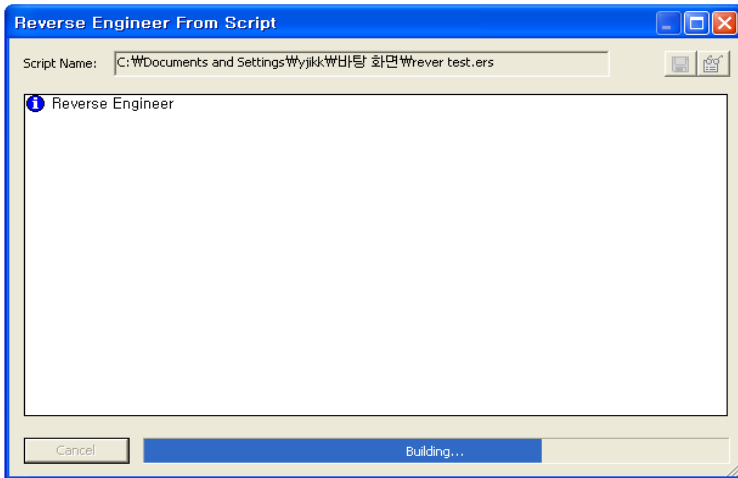 Reverse Engineer From Script
Script Name: C:₩Documents and Settings₩yjikk₩바탕 화면₩rever test.ers
Reverse Engineer
Cancel Building...